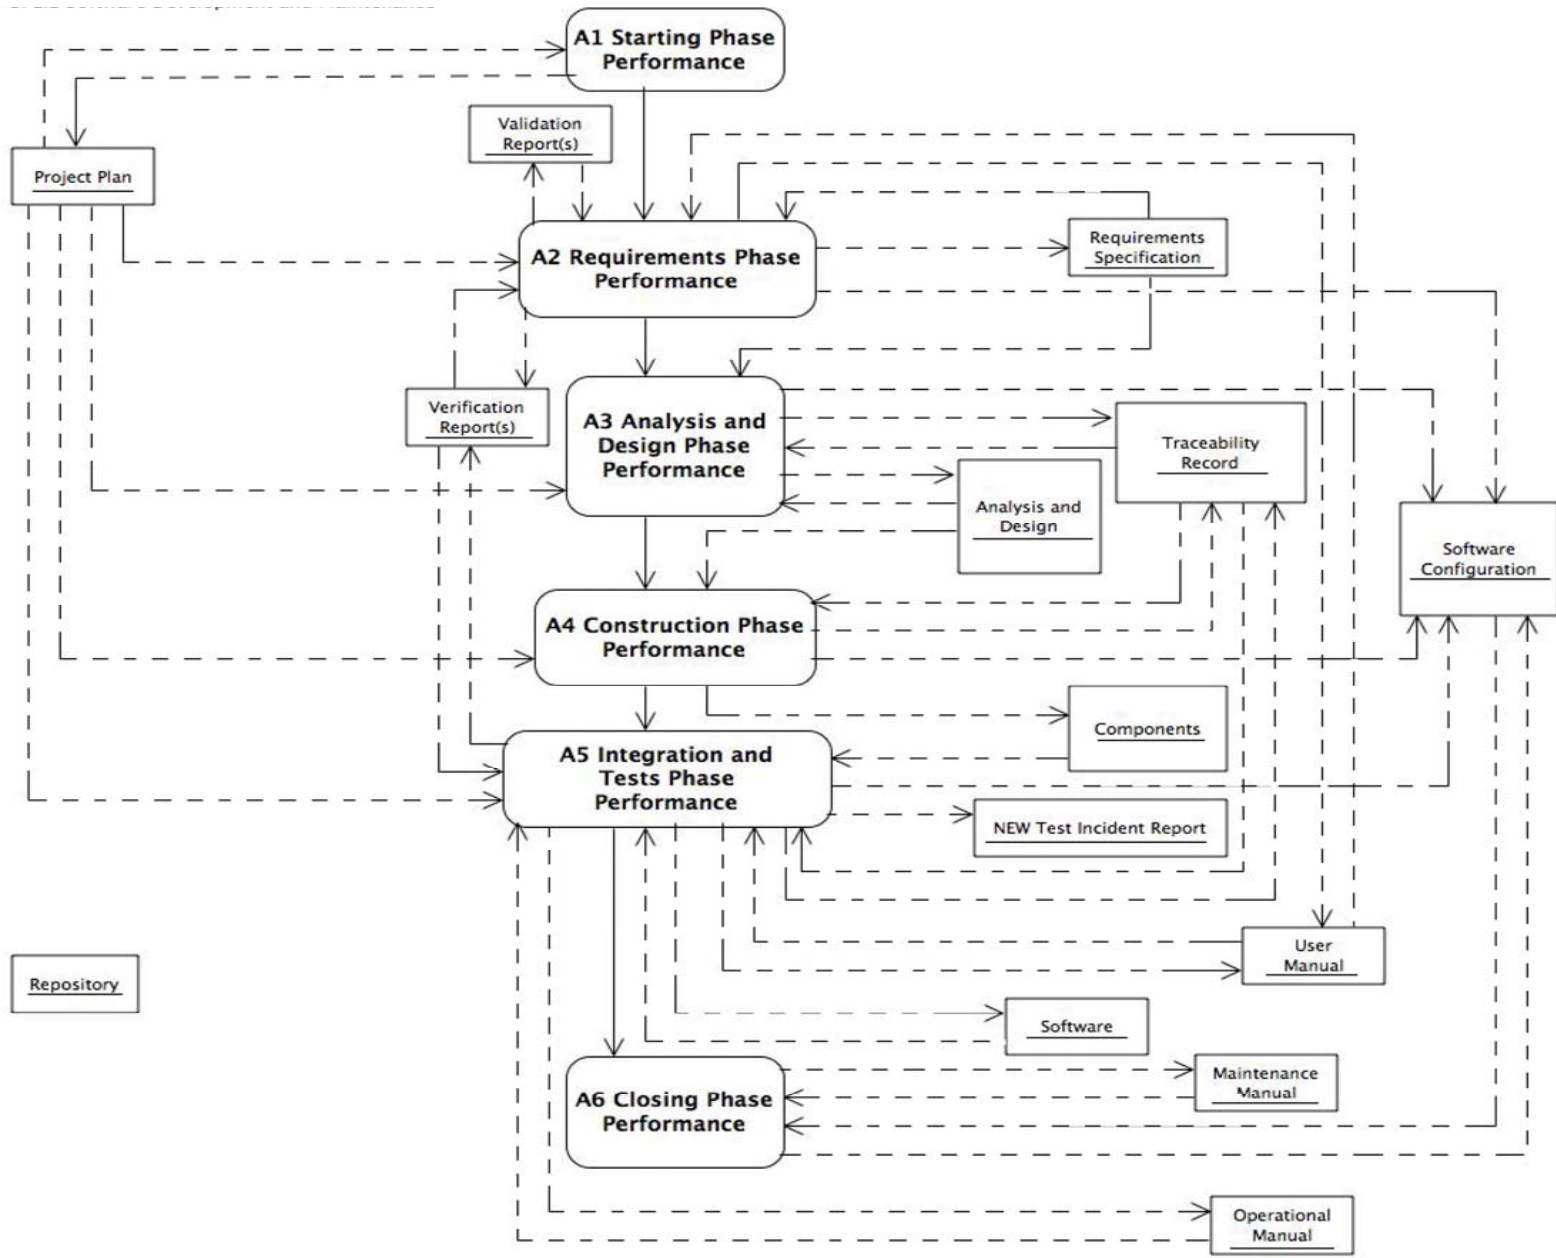 A1 Starting Phase
Performance
Validation
Report(s)
Project Plan
A2 Requirements Phase
Performance
Requirements
Specification
Verification
Report(s)
A3 Analysis and
Design Phase
Performance
Traceability
Record
Analysis and
Design
Software
Configuration
A4 Construction Phase
Performance
Components
A5 Integration and
Tests Phase
Performance
NEW Test Incident Report
User
Manual
Repository
Software
Maintenance
Manual
A6 Closing Phase
Performance
Operational
Manual